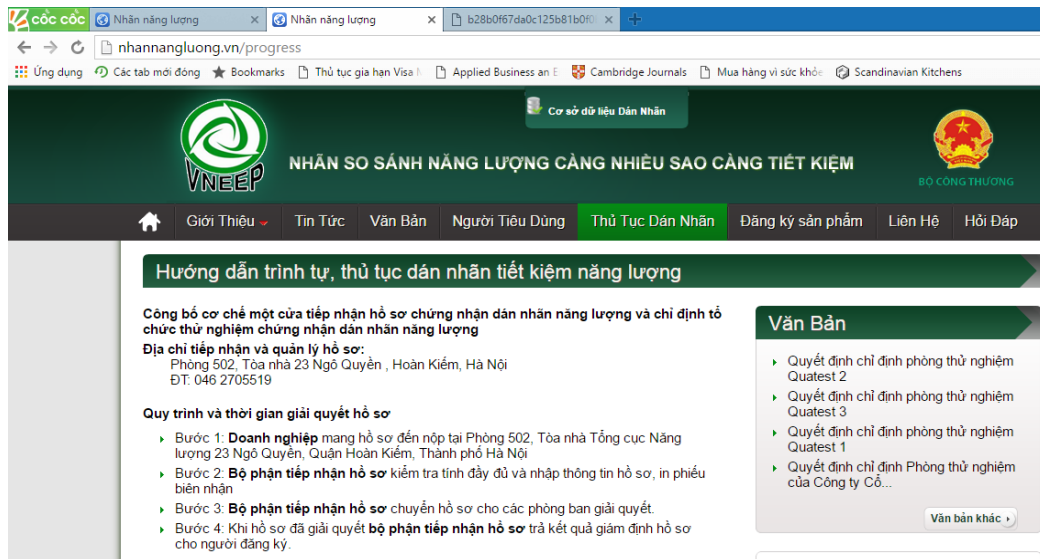 cốc cốc
Nhãn năng lượng
Nhãn năng lượng
b28b0f67da0c125b81b0f0
nhannangluong.vn/progress
Ứng dụng
Các tab mới đóng
Bookmarks
Thủ tục gia hạn Visa
Applied Business an E
Cambridge Journals
Mua hàng vì sức khỏe
Scandinavian Kitchens
Cơ sở dữ liệu Dán Nhãn
VNEEP
NHÃN SO SÁNH NĂNG LƯỢNG CÀNG NHIỀU SAO CÀNG TIẾT KIỆM
BỘ CÔNG THƯƠNG
Giới Thiệu
Tin Tức
Văn Bản
Người Tiêu Dùng
Thủ Tục Dán Nhãn
Đăng ký sản phẩm
Liên Hệ
Hỏi Đáp
Hướng dẫn trình tự, thủ tục dán nhãn tiết kiệm năng lượng
Công bố cơ chế một cửa tiếp nhận hồ sơ chứng nhận dán nhãn năng lượng và chỉ định tổ
chức thử nghiệm chứng nhận dán nhãn năng lượng
Địa chỉ tiếp nhận và quản lý hồ sơ:
Phòng 502, Tòa nhà 23 Ngô Quyền , Hoàn Kiếm, Hà Nội
ĐT: 046 2705519
Quy trình và thời gian giải quyết hồ sơ
Bước 1: Doanh nghiệp mang hồ sơ đến nộp tại Phòng 502, Tòa nhà Tổng cục Năng
lượng 23 Ngô Quyền, Quận Hoàn Kiếm, Thành phố Hà Nội
Bước 2: Bộ phận tiếp nhận hồ sơ kiểm tra tính đầy đủ và nhập thông tin hồ sơ, in phiếu
biên nhận
Bước 3: Bộ phận tiếp nhận hồ sơ chuyển hồ sơ cho các phòng ban giải quyết.
Bước 4: Khi hồ sơ đã giải quyết bộ phận tiếp nhận hồ sơ trả kết quả giám định hồ sơ
cho người đăng ký.
Văn Bản
Quyết định chỉ định phòng thử nghiệm
Quatest 2
Quyết định chỉ định phòng thử nghiệm
Quatest 3
Quyết định chỉ định phòng thử nghiệm
Quatest 1
Quyết định chỉ định Phòng thử nghiệm
của Công ty Cổ...
Văn bản khác